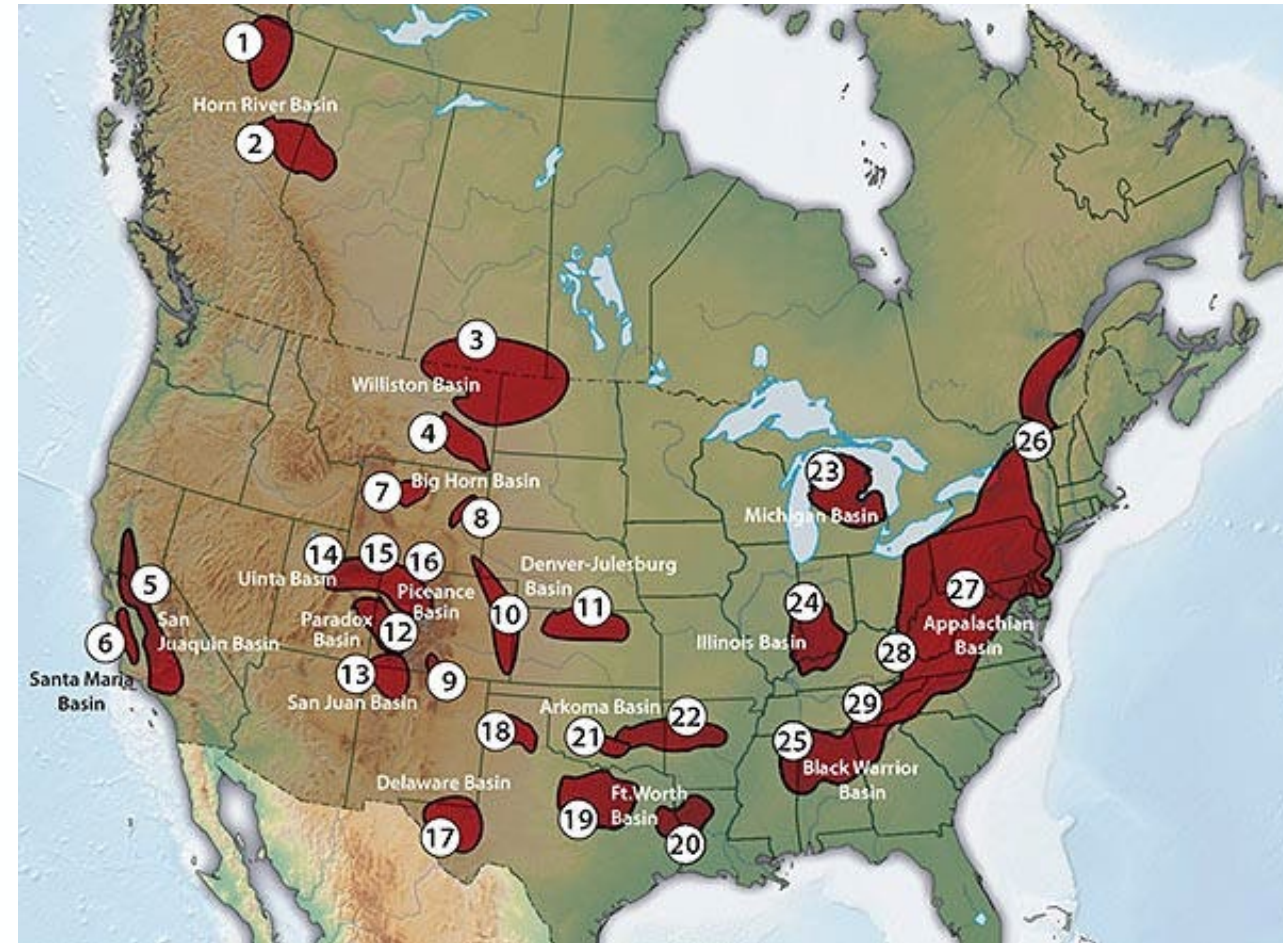 1
Horn River Basin
2
3
Williston Basin
4
26
23
7
Big Horn Basin
8
Michigan Basin
14
15
16
Denver-Julesburg
Basin
Uinta Basin
Piceance
Basin
5
27
10
11
24
San
Juaquin Basin
Paradox
Basin
12
Appalachian
Basin
6
Illinois Basin
28
13
9
Santa Maria
Basin
San Juan Basin
29
Arkoma Basin
22
18
21
25
Black Warrior
Basin
Delaware Basin
Ft.Worth
Basin
17
19
20